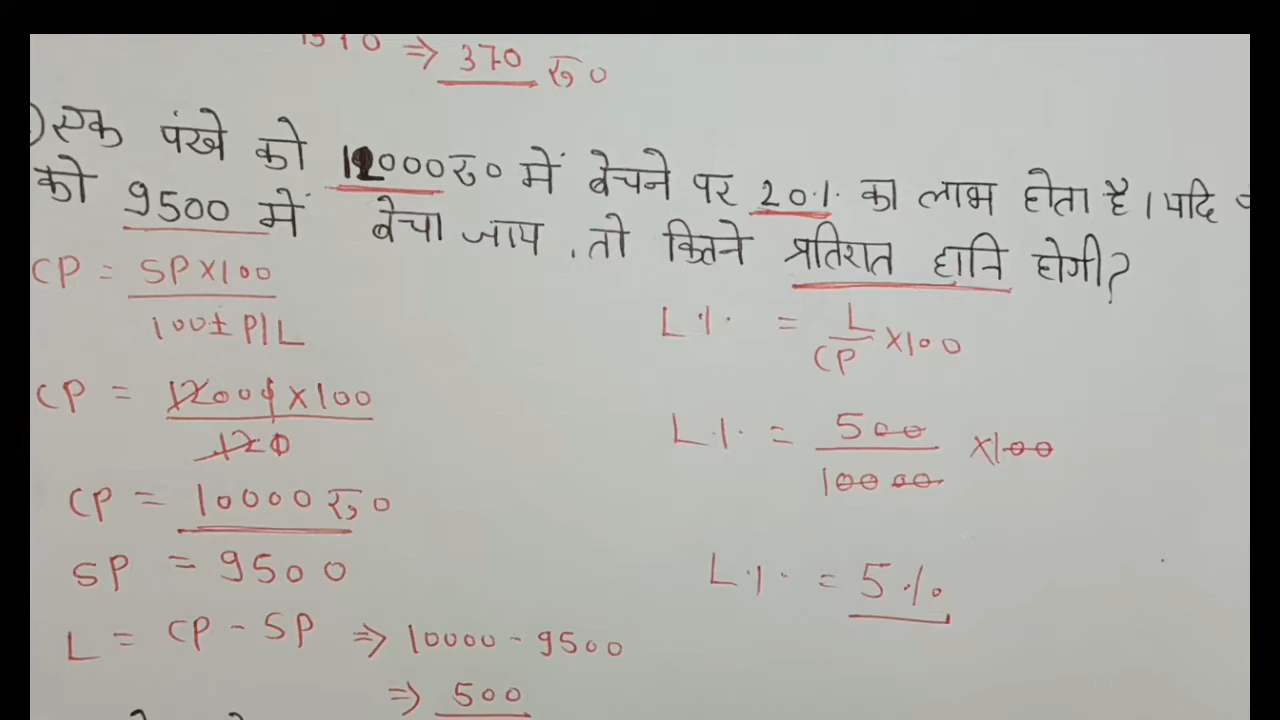 ⇒ 370 रु०
) एक पंखे को 12000रु० में बेचने पर 20% का लाभ होता है । यदि
को 9500 में बेचा जाय , तो कितने प्रतिशत हानि होगी?
CP = SP×100
100± P/L
L% = L/CP ×100
CP = 12000×100
120
L% = 500/10000 ×100
CP = 10000 रु०
SP = 9500
L% = 5%
L = CP - SP ⇒ 10000 - 9500
⇒ 500